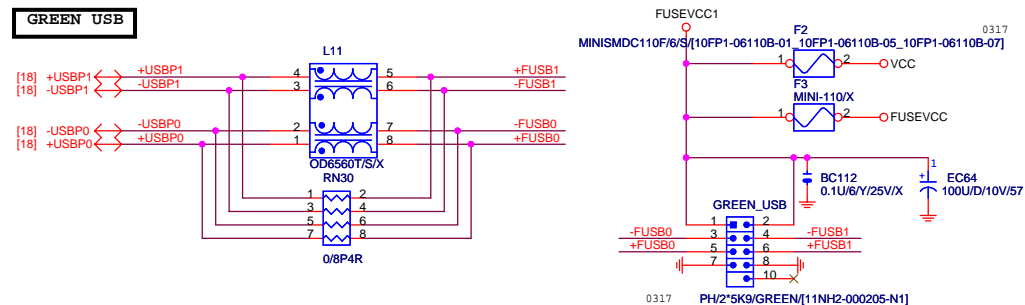 GREEN USB
FUSEVCC1
F2
0317
MINISMDC110F/6/S/[10FP1-06110B-01_10FP1-06110B-05_10FP1-06110B-07]
1 2 VCC
F3
MINI-110/X
1 2 FUSEVCC
L11
[18] +USBP1 +USBP1 4 5 +FUSB1
[18] -USBP1 -USBP1 3 6 -FUSB1
[18] -USBP0 -USBP0 2 7 -FUSB0
[18] +USBP0 +USBP0 1 8 +FUSB0
OD6560T/S/X
RN30
1 2
3 4
5 6
7 8
0/8P4R
BC112
0.1U/6/Y/25V/X
1
+ EC64
100U/D/10V/57
GREEN_USB
1 2
-FUSB0 3 4 -FUSB1
+FUSB0 5 6 +FUSB1
7 8
10
0317 PH/2*5K9/GREEN/[11NH2-000205-N1]